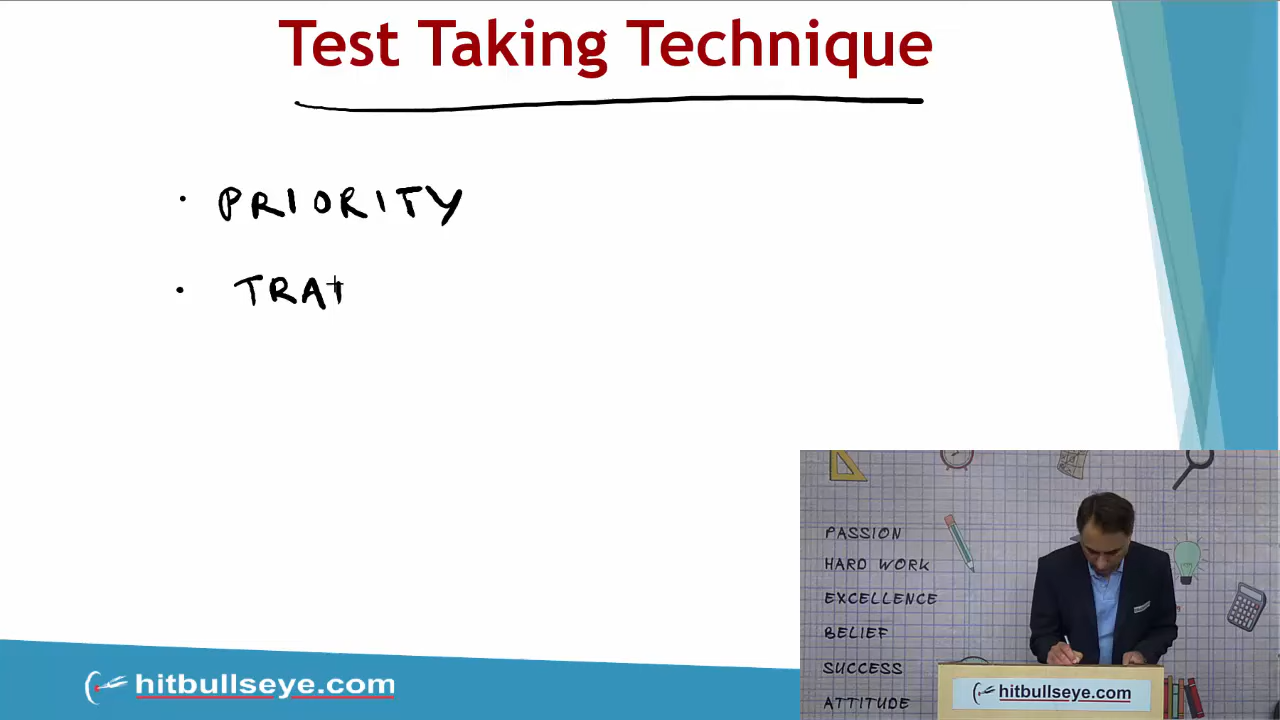 Test Taking Technique
• PRIORITY
• TRA
hitbullseye.com
PASSION
HARD WORK
EXCELLENCE
BELIEF
SUCCESS
ATTITUDE
hitbullseye.com